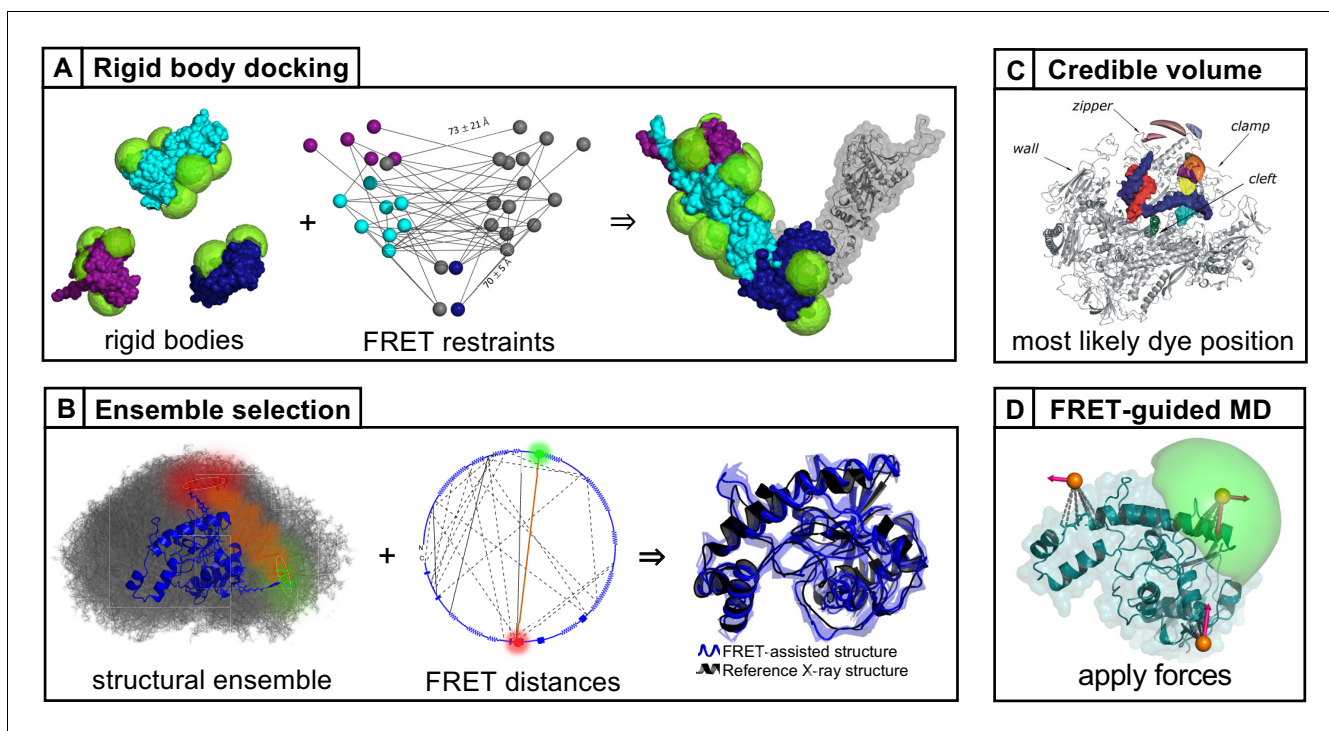 A Rigid body docking
73 ± 21 Å
+
⇒
70 ± 5 Å
rigid bodies
FRET restraints
B Ensemble selection
+
⇒
N
C
FRET-assisted structure
Reference X-ray structure
structural ensemble
FRET distances
C Credible volume
zipper
clamp
wall
cleft
most likely dye position
D FRET-guided MD
apply forces